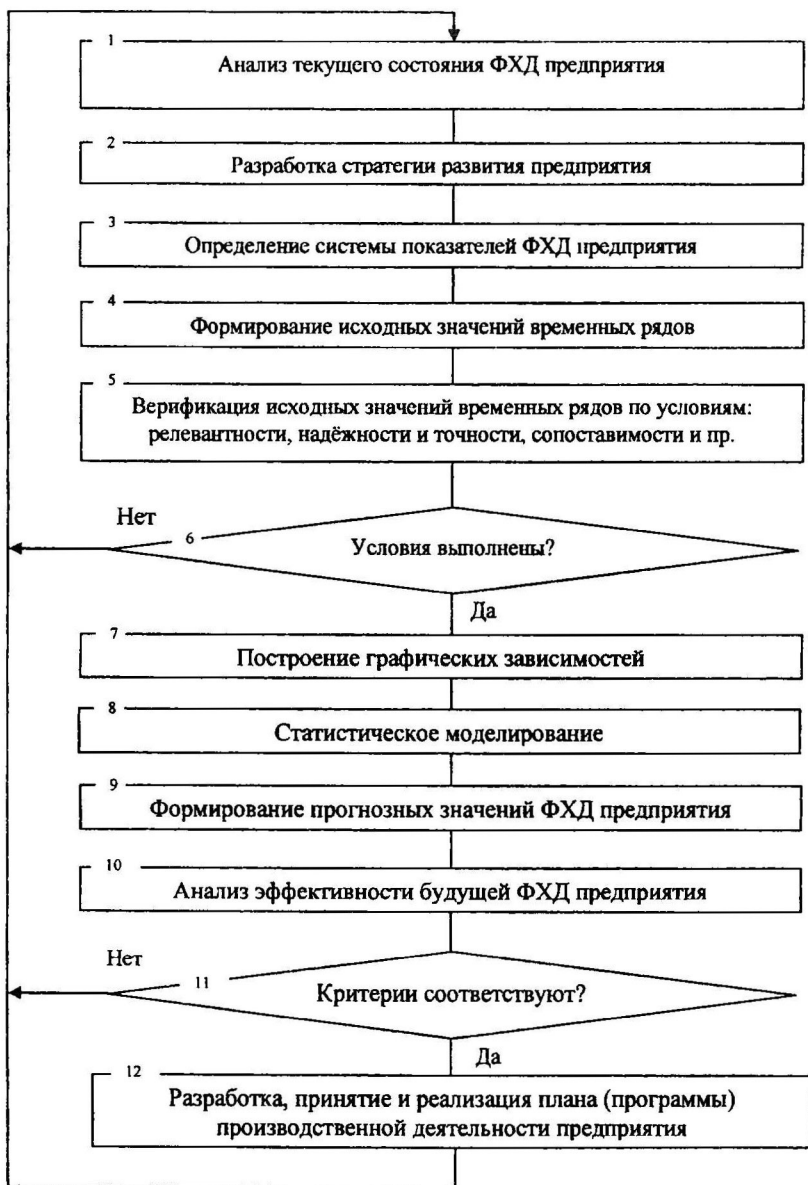 1
Анализ текущего состояния ФХД предприятия
2
Разработка стратегии развития предприятия
3
Определение системы показателей ФХД предприятия
4
Формирование исходных значений временных рядов
5
Верификация исходных значений временных рядов по условиям:
релевантности, надёжности и точности, сопоставимости и пр.
Нет
6
Условия выполнены?
Да
7
Построение графических зависимостей
8
Статистическое моделирование
9
Формирование прогнозных значений ФХД предприятия
10
Анализ эффективности будущей ФХД предприятия
Нет
11
Критерии соответствуют?
Да
12
Разработка, принятие и реализация плана (программы)
производственной деятельности предприятия